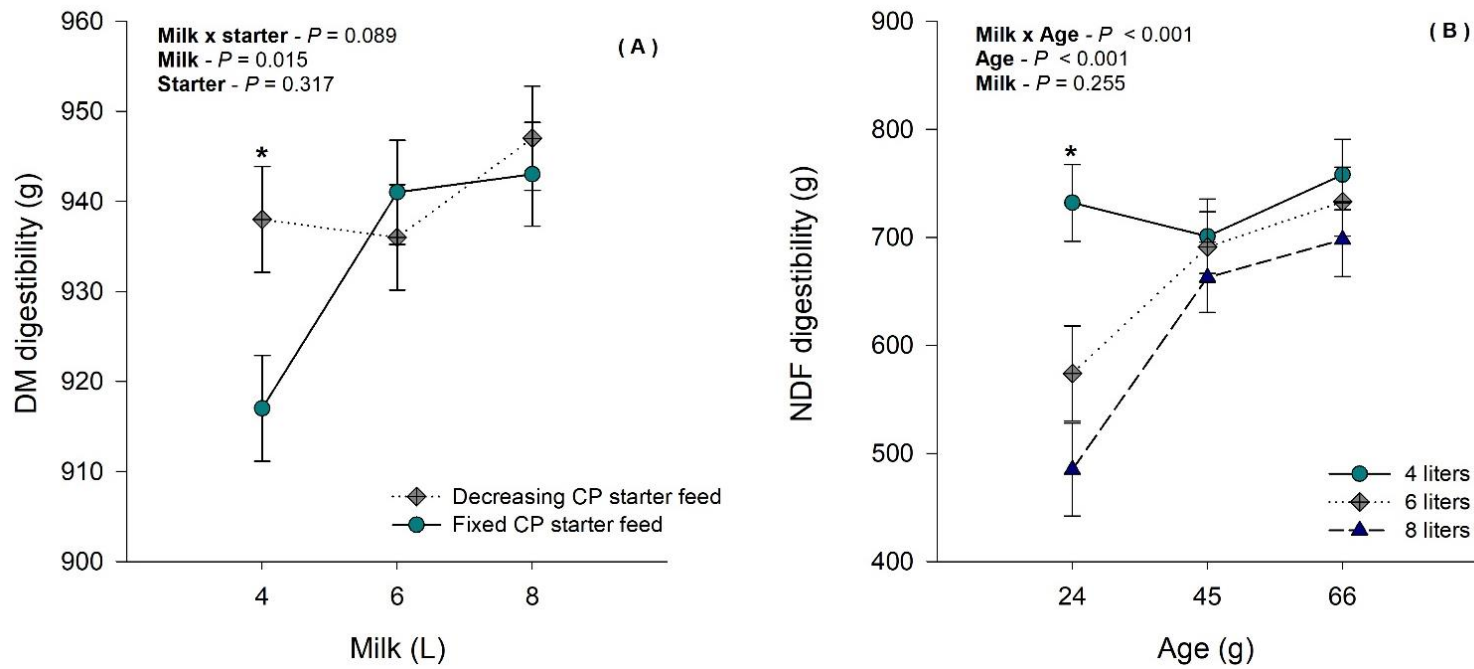 Milk x starter - P = 0.089
Milk - P = 0.015
Starter - P = 0.317
( A )
DM digestibility (g)
960
950
940
930
920
910
900
*
Decreasing CP starter feed
Fixed CP starter feed
4 6 8
Milk (L)
Milk x Age - P < 0.001
Age - P < 0.001
Milk - P = 0.255
( B )
NDF digestibility (g)
900
800
700
600
500
400
*
4 liters
6 liters
8 liters
24 45 66
Age (g)